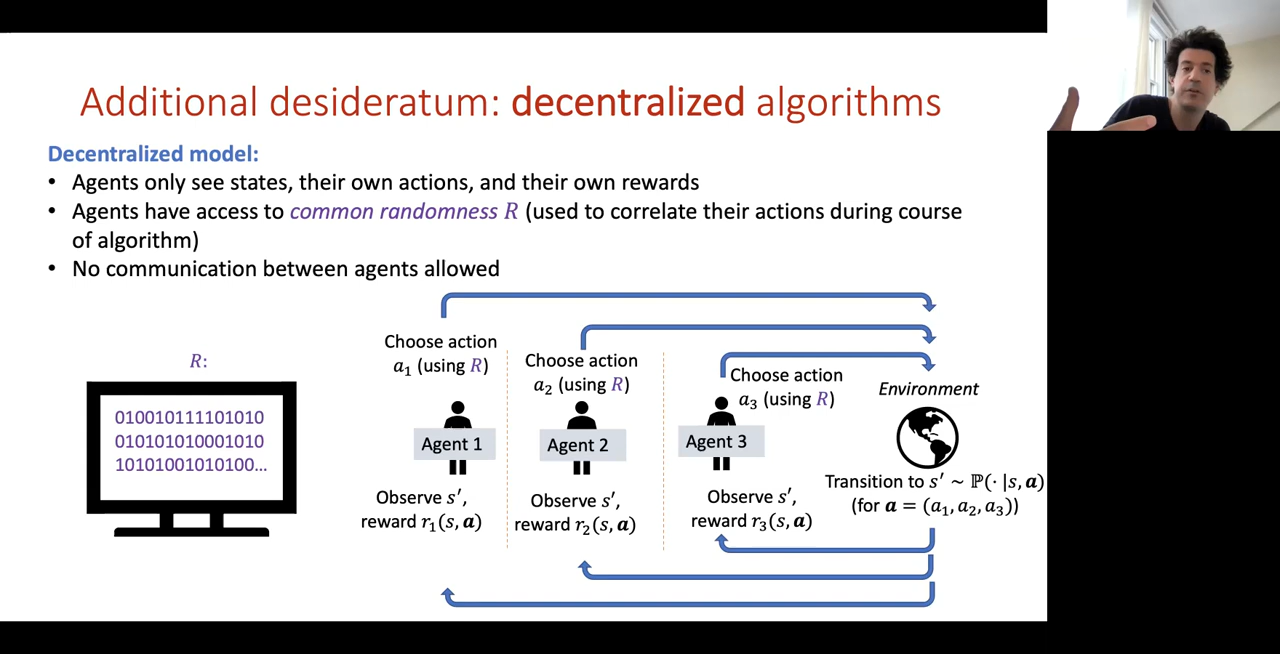 Additional desideratum: decentralized algorithms
Decentralized model:
• Agents only see states, their own actions, and their own rewards
• Agents have access to common randomness R (used to correlate their actions during course
of algorithm)
• No communication between agents allowed
R:
010010111101010
010101010001010
10101001010100...
Choose action
a₁ (using R)
Agent 1
Observe s′,
reward r₁(s, a)
Choose action
a₂ (using R)
Agent 2
Observe s′,
reward r₂(s, a)
Choose action
a₃ (using R)
Agent 3
Observe s′,
reward r₃(s, a)
Environment
Transition to s′ ~ ℙ(· |s, a)
(for a = (a₁, a₂, a₃))